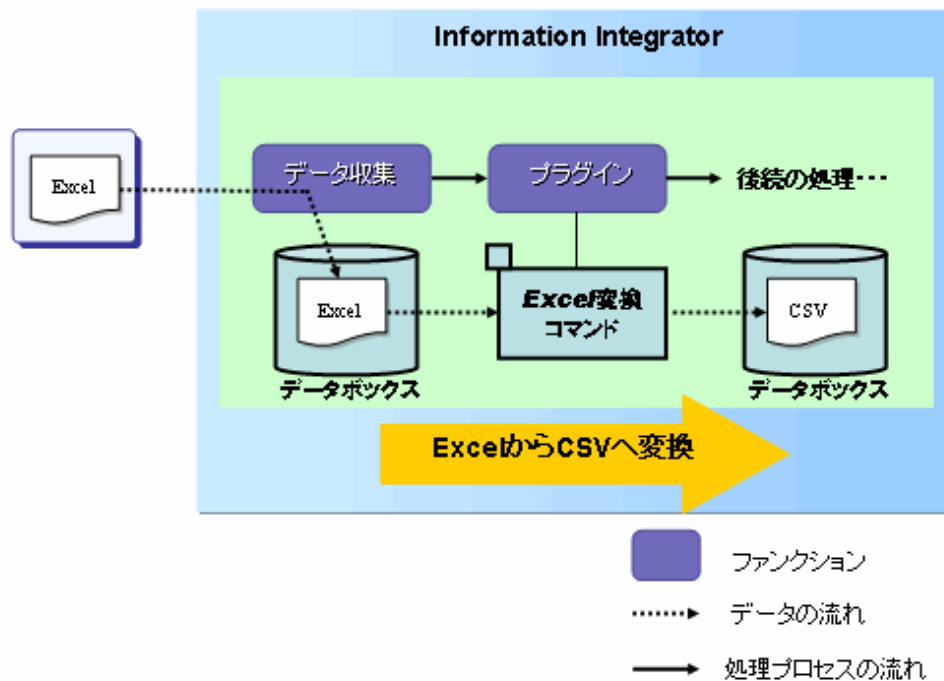 Information Integrator
Excel
データ収集
プラグイン
後続の処理･･･
Excel
Excel変換
コマンド
CSV
データボックス
データボックス
ExcelからCSVへ変換
ファンクション
データの流れ
処理プロセスの流れ